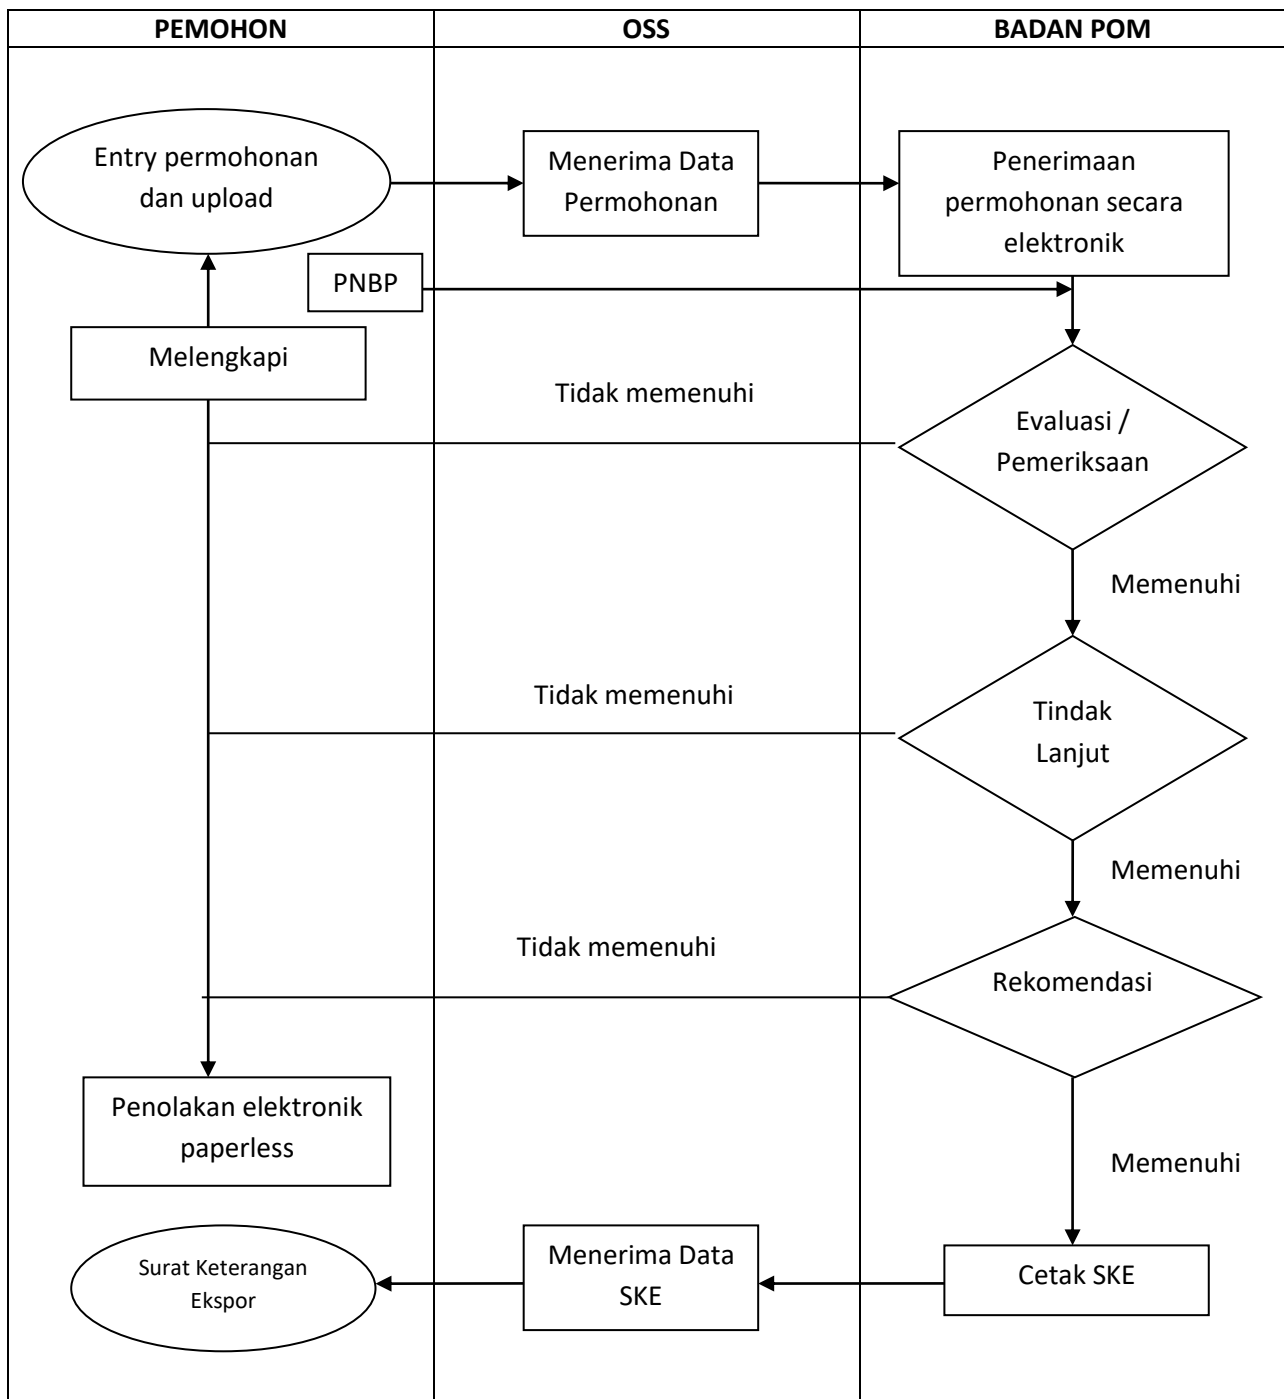 PEMOHON
OSS
BADAN POM
Entry permohonan
dan upload
Menerima Data
Permohonan
Penerimaan
permohonan secara
elektronik
PNBP
Melengkapi
Tidak memenuhi
Evaluasi /
Pemeriksaan
Memenuhi
Tidak memenuhi
Tindak
Lanjut
Memenuhi
Tidak memenuhi
Rekomendasi
Penolakan elektronik
paperless
Memenuhi
Surat Keterangan
Ekspor
Menerima Data
SKE
Cetak SKE